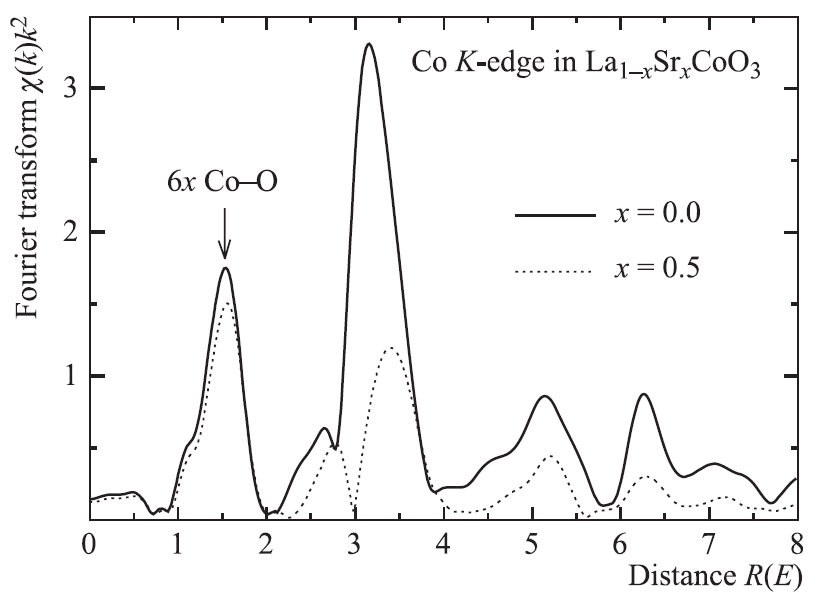 Fourier transform χ(k)k²
Co K-edge in La₁₋ₓSrₓCoO₃
3
6x Co–O
x = 0.0
2
x = 0.5
1
0 1 2 3 4 5 6 7 8
Distance R(E)